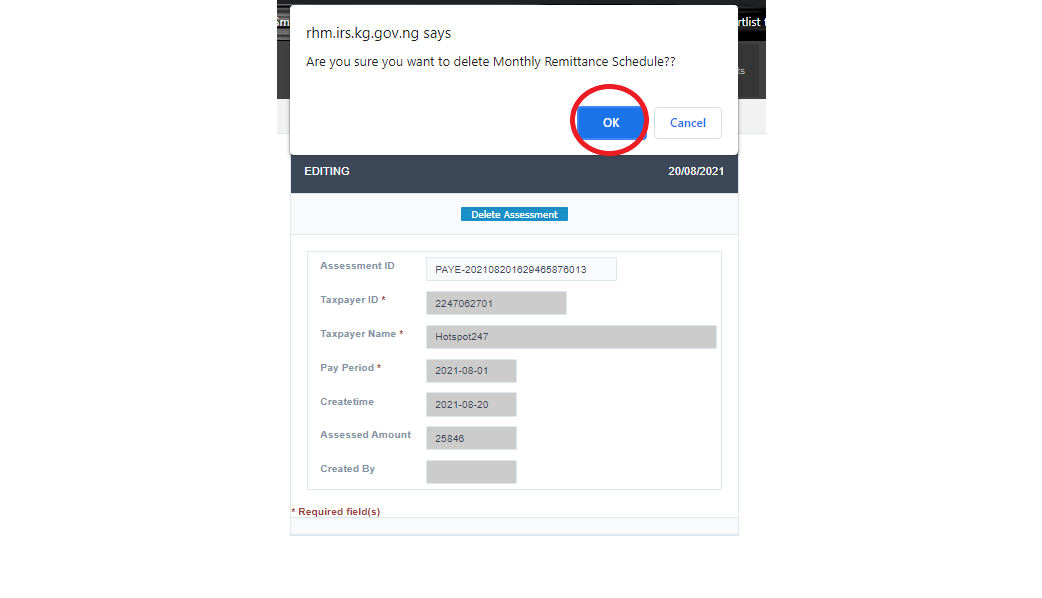 rhm.irs.kg.gov.ng says
Are you sure you want to delete Monthly Remittance Schedule??
OK Cancel
EDITING 20/08/2021
Delete Assessment
Assessment ID PAYE-202108201629465876013
Taxpayer ID * 2247062701
Taxpayer Name * Hotspot247
Pay Period * 2021-08-01
Createtime 2021-08-20
Assessed Amount 25846
Created By
* Required field(s)